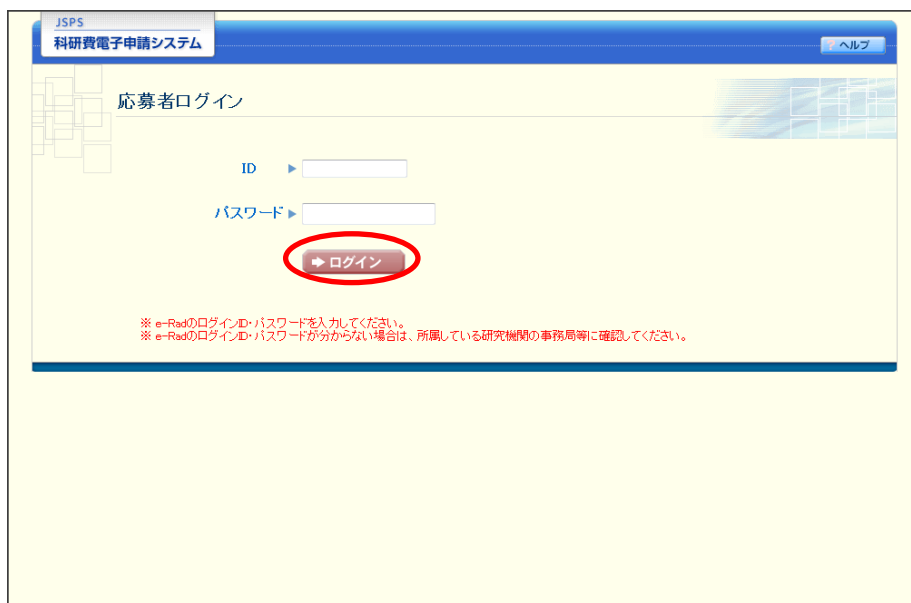 JSPS
科研費電子申請システム
? ヘルプ
応募者ログイン
ID
パスワード
ログイン
※ e-RadのログインID・パスワードを入力してください。
※ e-RadのログインID・パスワードが分からない場合は、所属している研究機関の事務局等に確認してください。